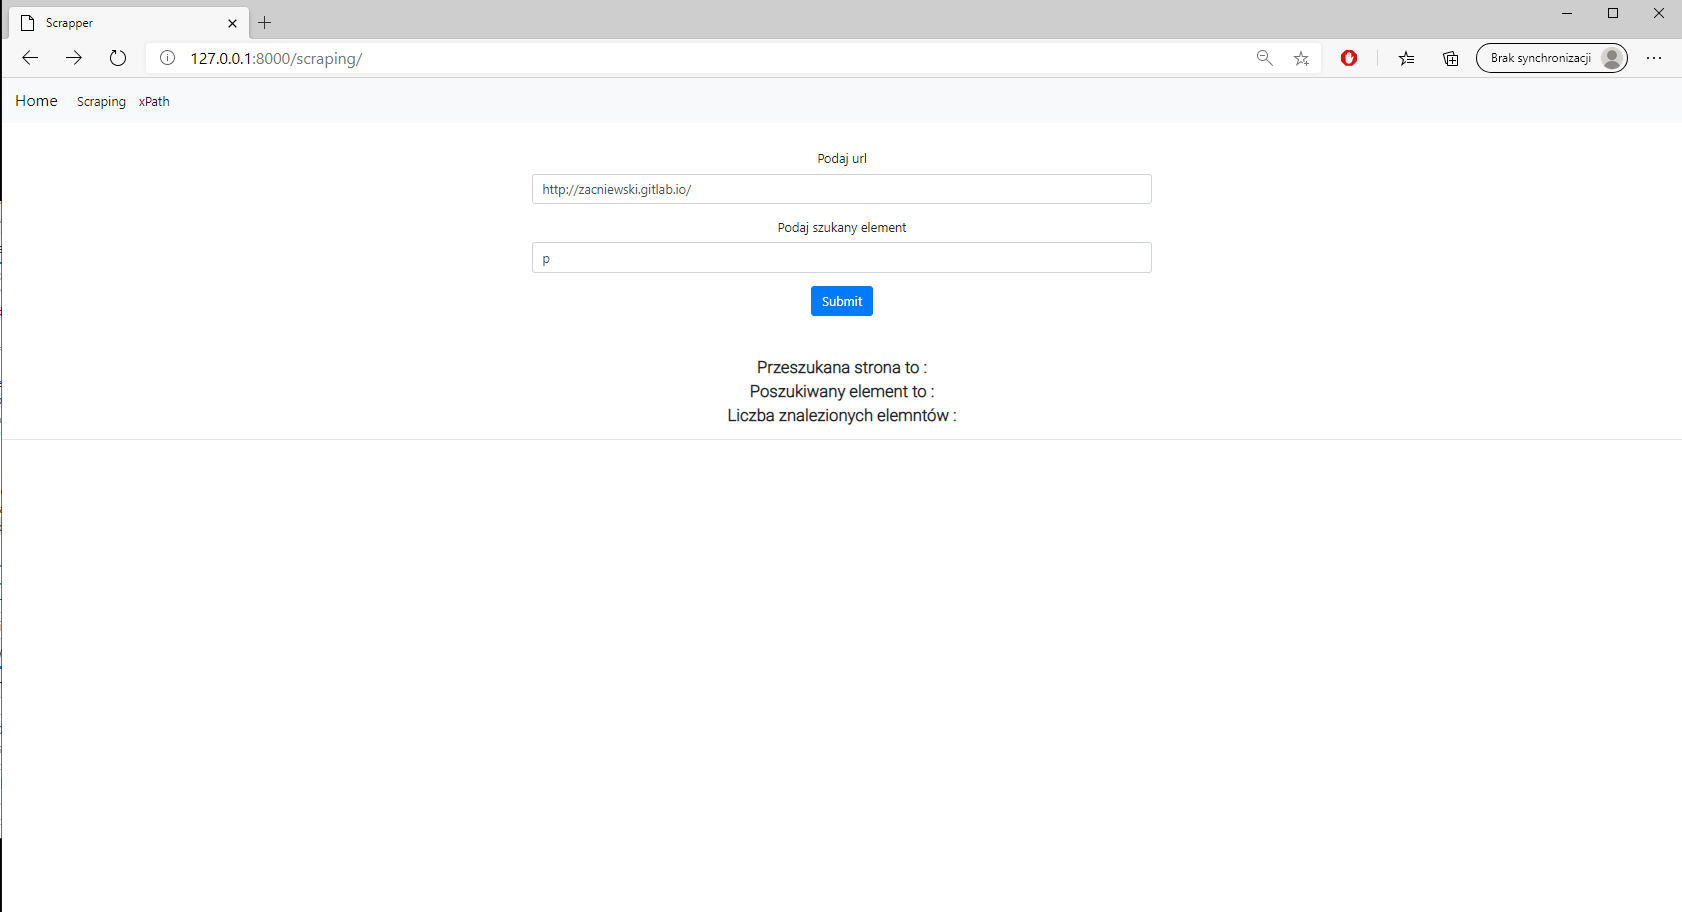 Scrapper
127.0.0.1:8000/scraping/
Brak synchronizacji
Home Scraping xPath
Podaj url
http://zacniewski.gitlab.io/
Podaj szukany element
p
Submit
Przeszukana strona to :
Poszukiwany element to :
Liczba znalezionych elemntów :